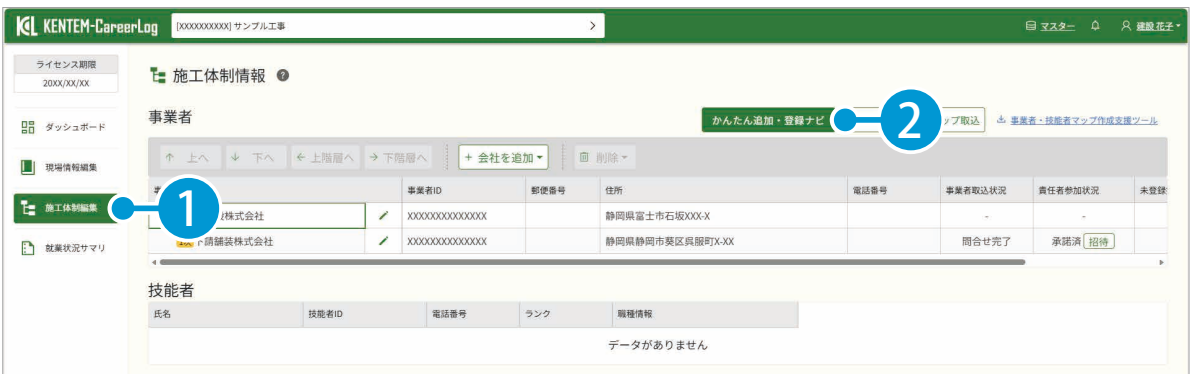 KENTEM-CareerLog
[XXXXXXXXXX] サンプル工事
マスター
建設 花子
ライセンス期限
20XX/XX/XX
施工体制情報
ダッシュボード
現場情報編集
施工体制編集
就業状況サマリ
1
事業者
かんたん追加・登録ナビ
2
ップ取込
事業者・技能者マップ作成支援ツール
↑ 上へ ↓ 下へ ← 上階層へ → 下階層へ + 会社を追加 削除
事業者ID 郵便番号 住所 電話番号 事業者取込状況 責任者参加状況 未登録
株式会社 XXXXXXXXXXXXXX 静岡県富士市石坂XXX-X - -
下請舗装株式会社 XXXXXXXXXXXXXX 静岡県静岡市葵区呉服町X-XX 問合せ完了 承諾済 招待
技能者
氏名 技能者ID 電話番号 ランク 職種情報
データがありません